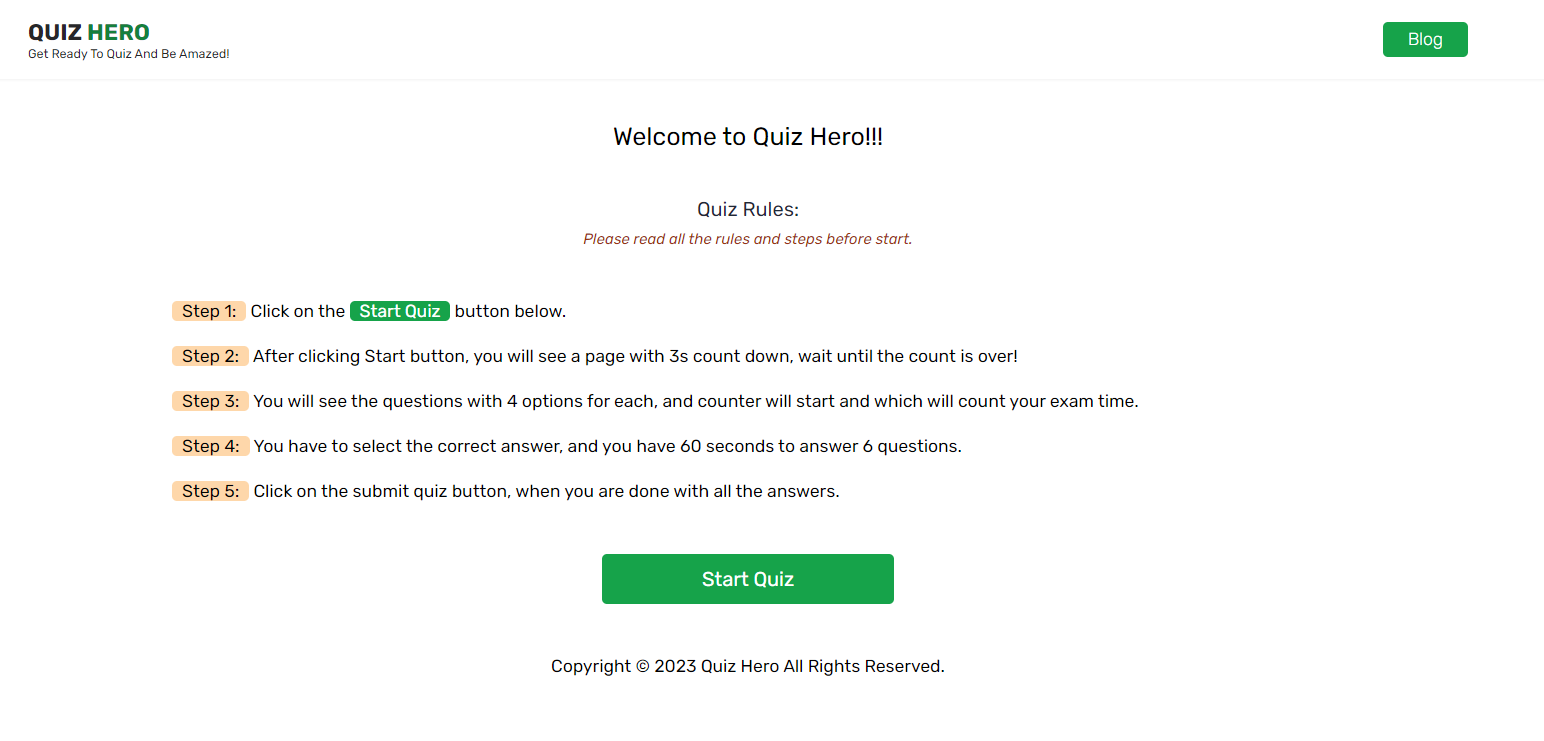 QUIZ HERO
Get Ready To Quiz And Be Amazed!
Blog
Welcome to Quiz Hero!!!
Quiz Rules:
Please read all the rules and steps before start.
Step 1: Click on the Start Quiz button below.
Step 2: After clicking Start button, you will see a page with 3s count down, wait until the count is over!
Step 3: You will see the questions with 4 options for each, and counter will start and which will count your exam time.
Step 4: You have to select the correct answer, and you have 60 seconds to answer 6 questions.
Step 5: Click on the submit quiz button, when you are done with all the answers.
Start Quiz
Copyright © 2023 Quiz Hero All Rights Reserved.